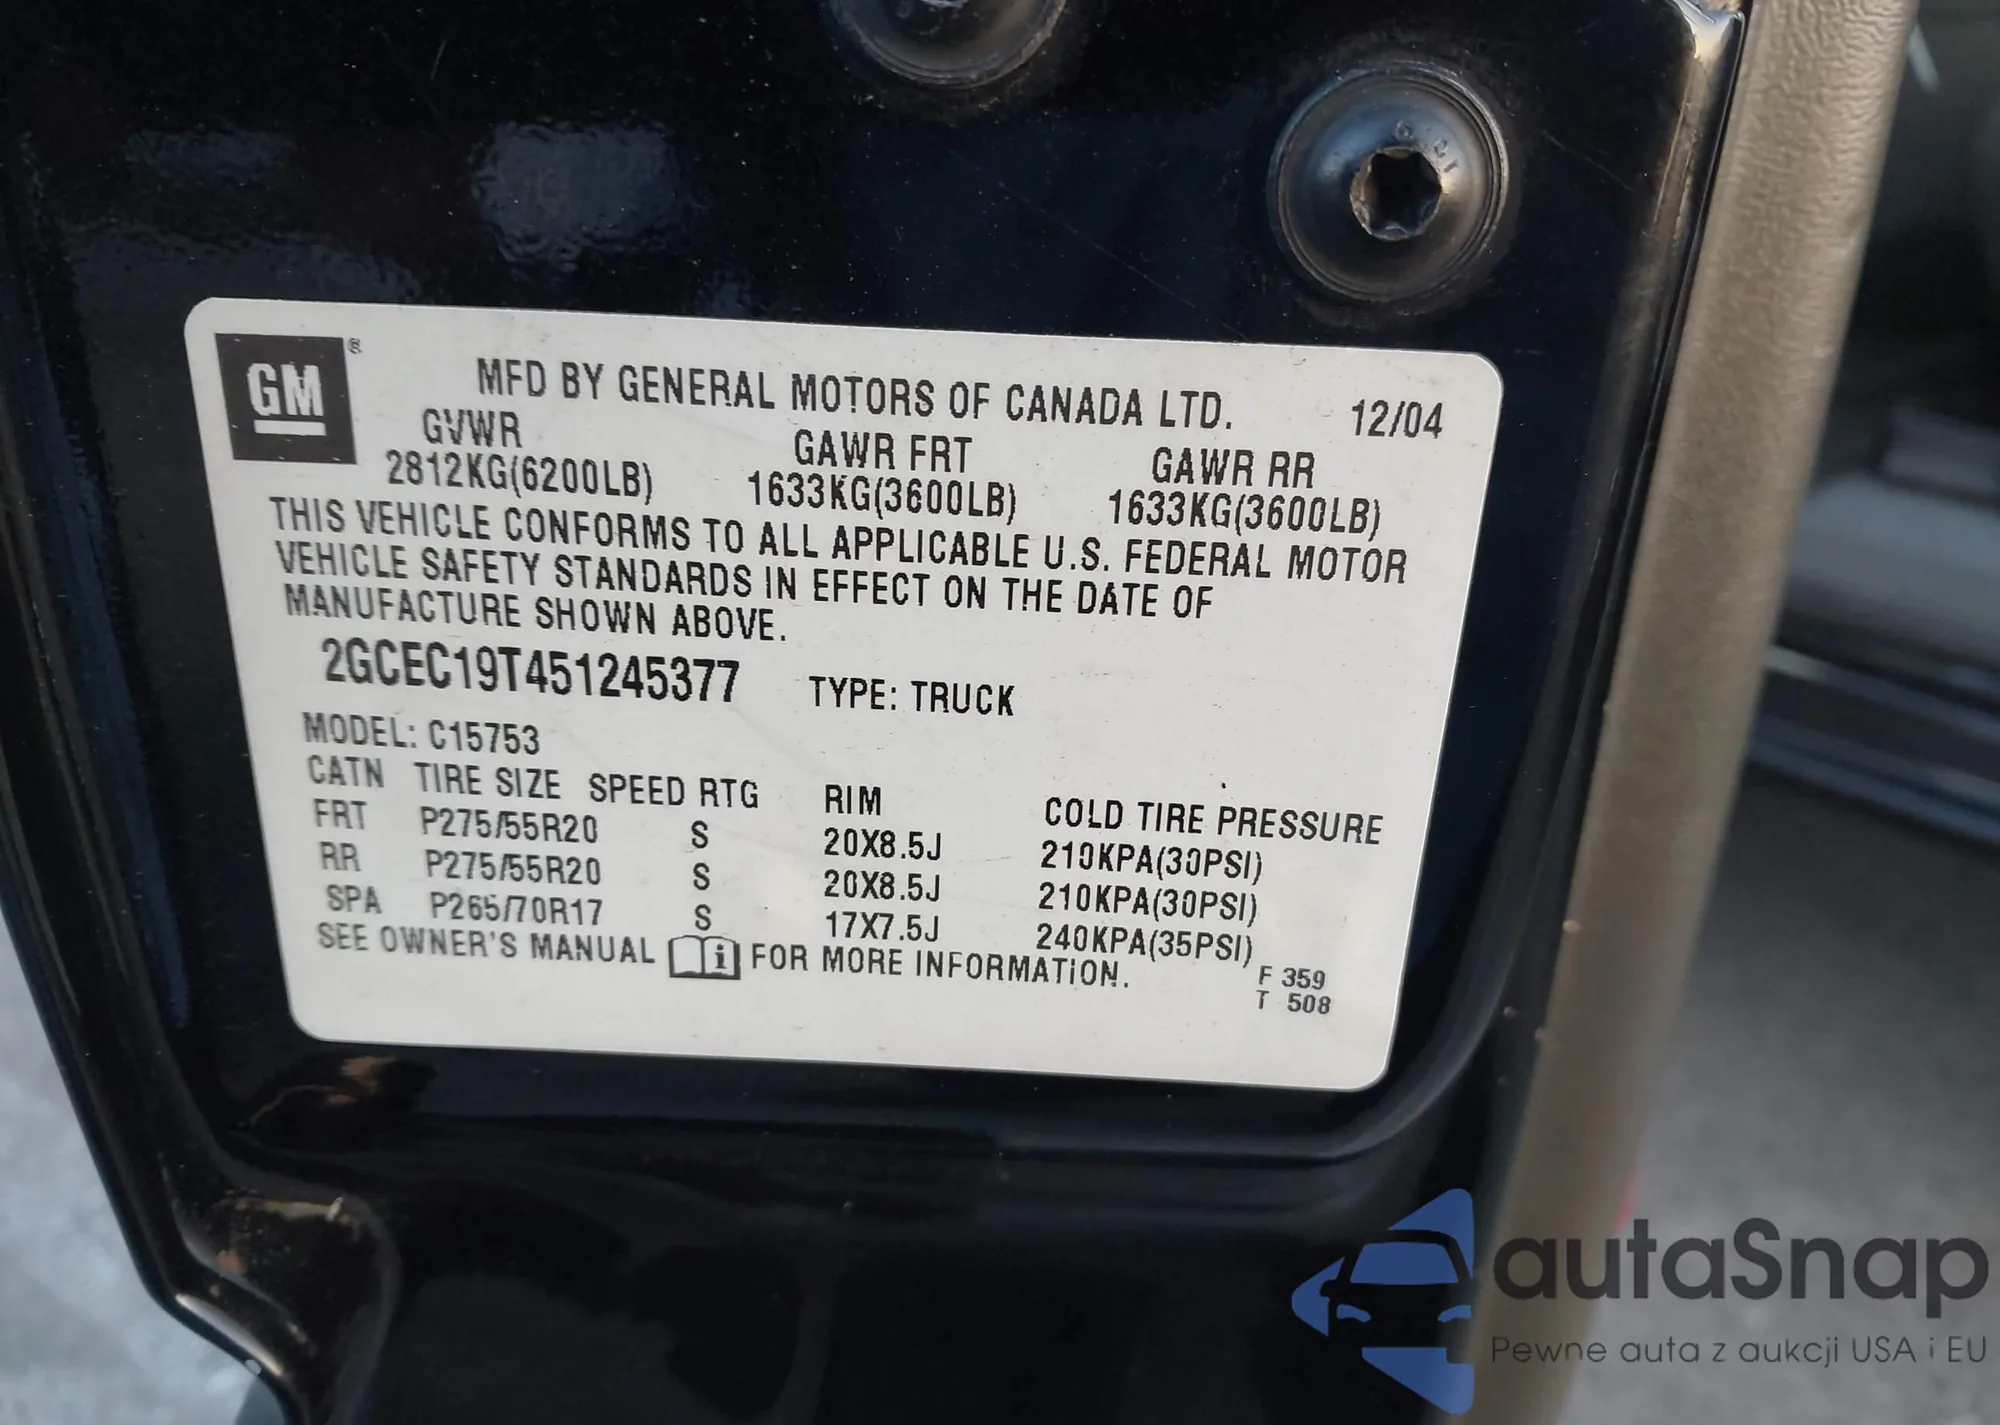 GM ®
MFD BY GENERAL MOTORS OF CANADA LTD. 12/04
GVWR GAWR FRT GAWR RR
2812KG(6200LB) 1633KG(3600LB) 1633KG(3600LB)
THIS VEHICLE CONFORMS TO ALL APPLICABLE U.S. FEDERAL MOTOR
VEHICLE SAFETY STANDARDS IN EFFECT ON THE DATE OF
MANUFACTURE SHOWN ABOVE.
2GCEC19T451245377 TYPE: TRUCK
MODEL: C15753
CATN TIRE SIZE SPEED RTG RIM COLD TIRE PRESSURE
FRT P275/55R20 S 20X8.5J 210KPA(30PSI)
RR P275/55R20 S 20X8.5J 210KPA(30PSI)
SPA P265/70R17 S 17X7.5J 240KPA(35PSI)
SEE OWNER'S MANUAL i FOR MORE INFORMATION.
F 359
T 508
autaSnap
Pewne auta z aukcji USA i EU